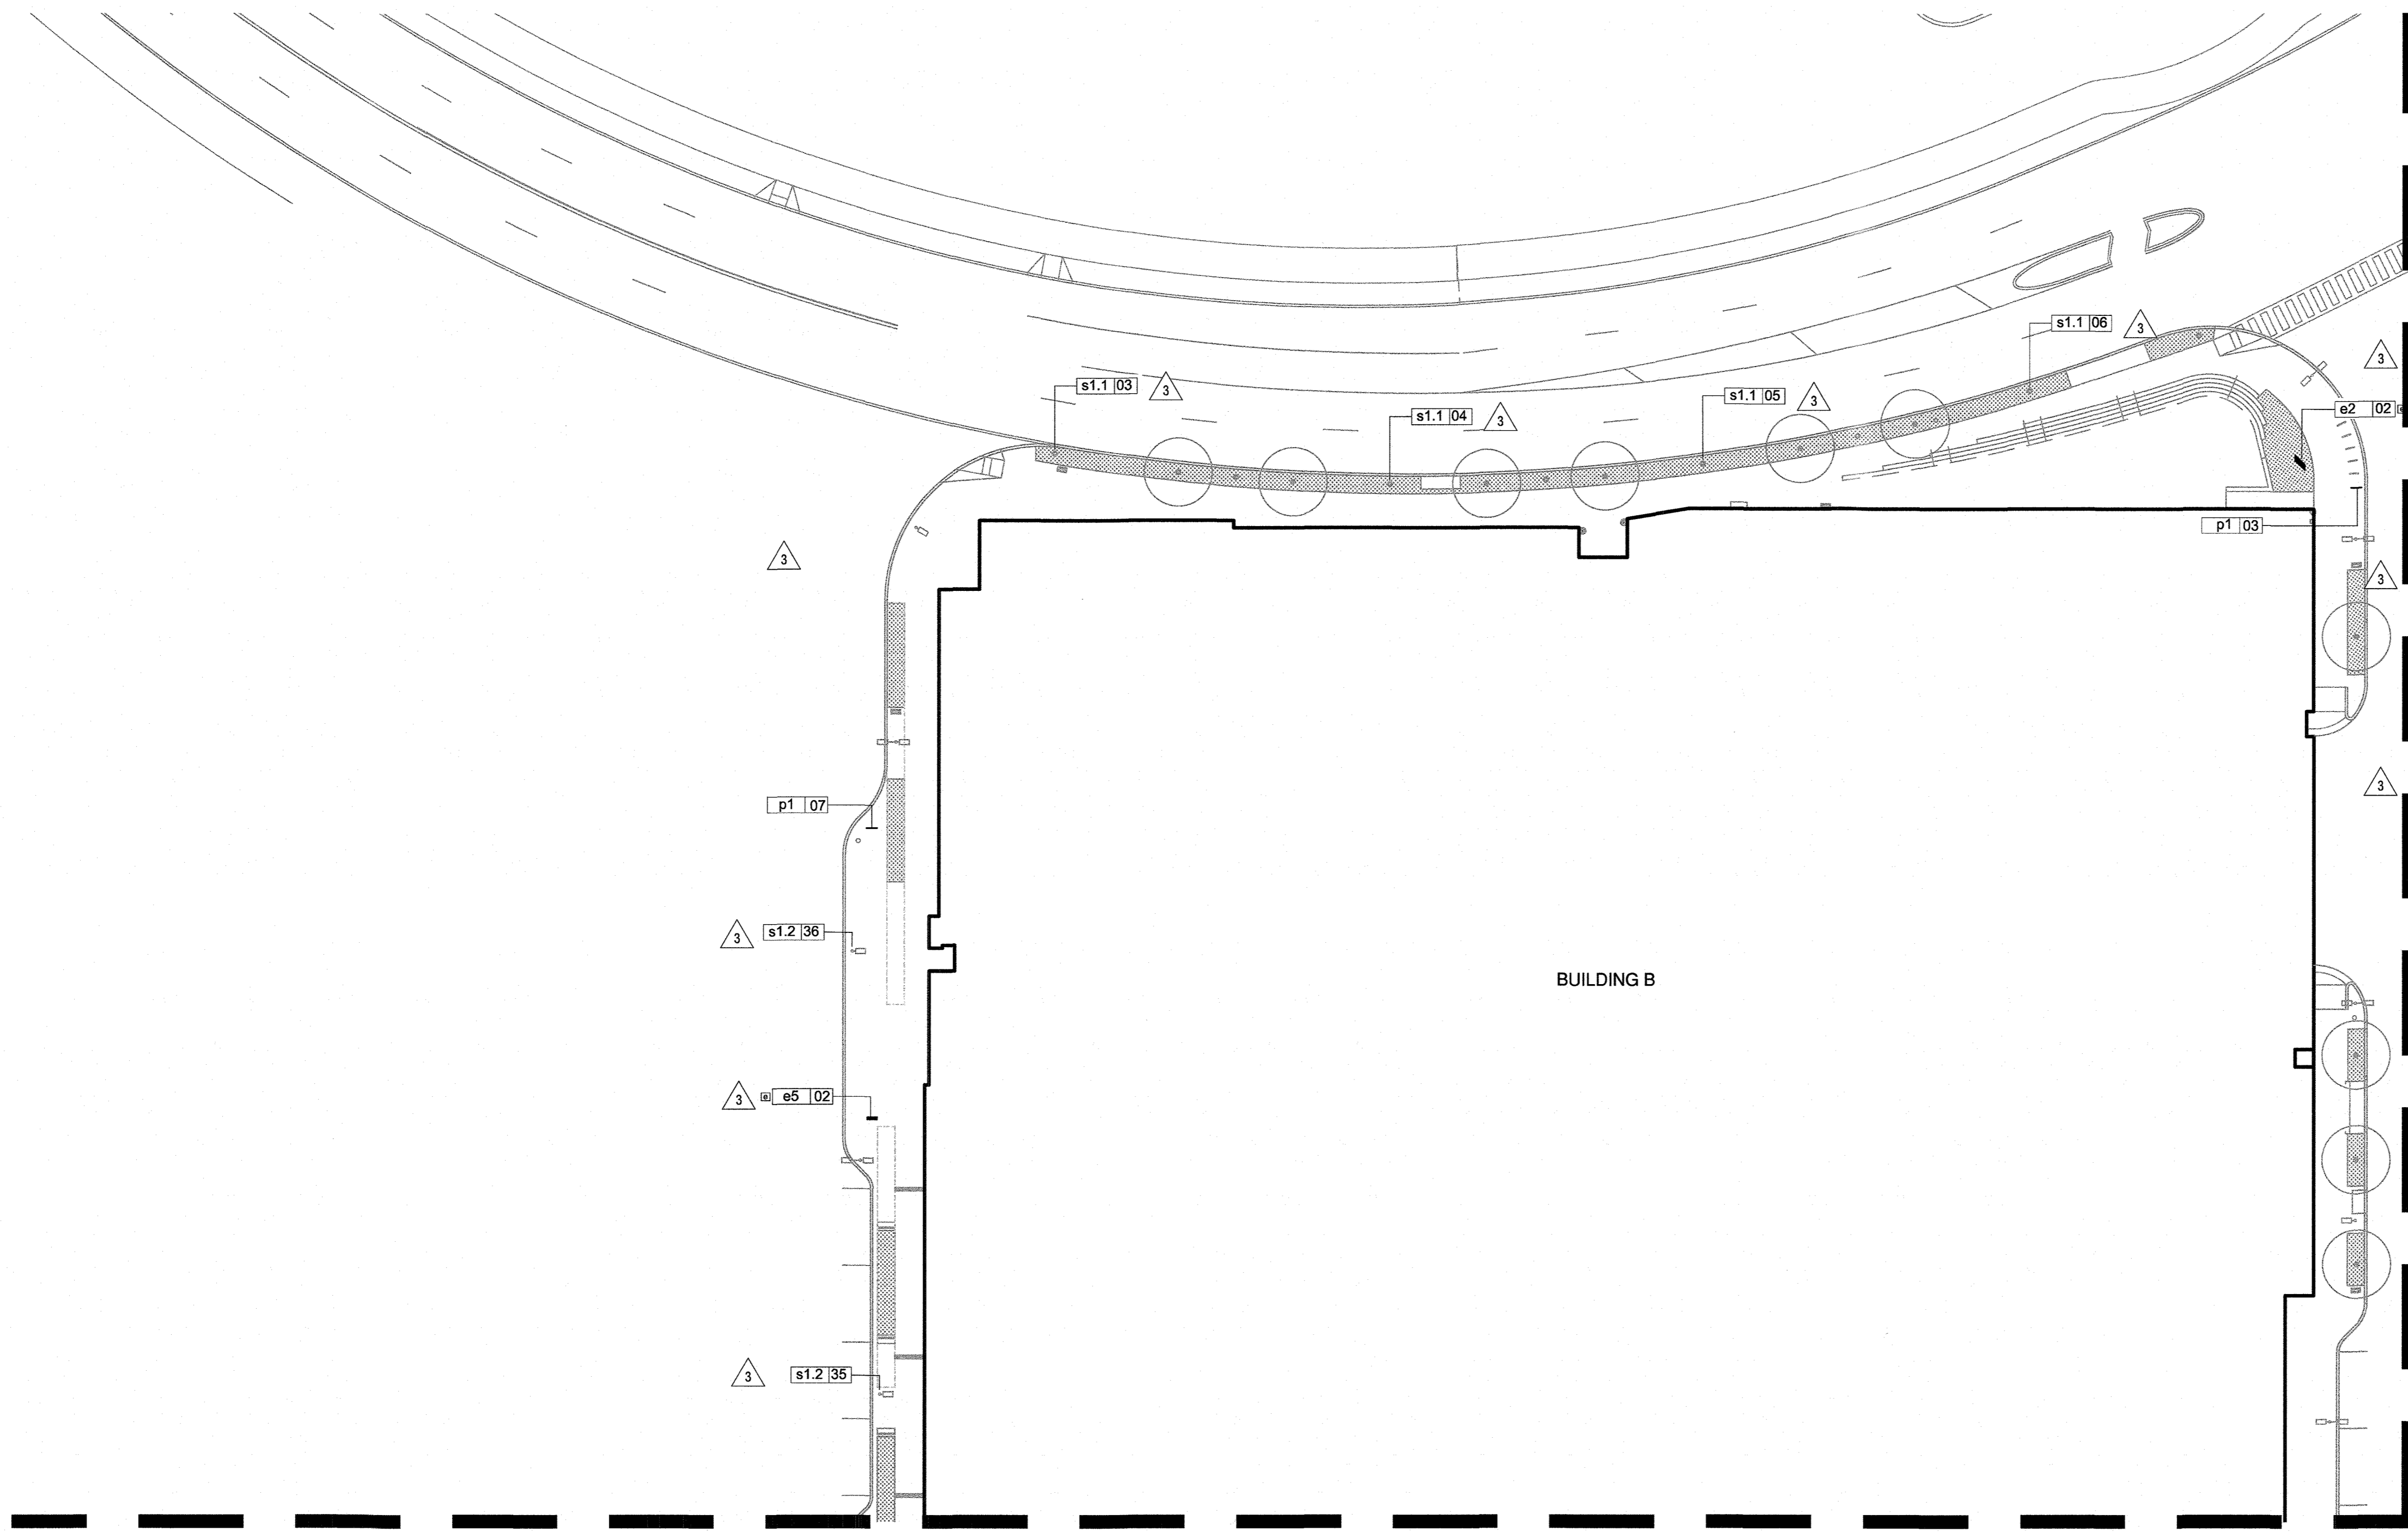 s1.1 06 3
3
s1.1 03 3
s1.1 05 3
e2 02 e
s1.1 04 3
p1 03
3
3
3
p1 07
3 s1.2 36
BUILDING B
3 e e5 02
3 s1.2 35